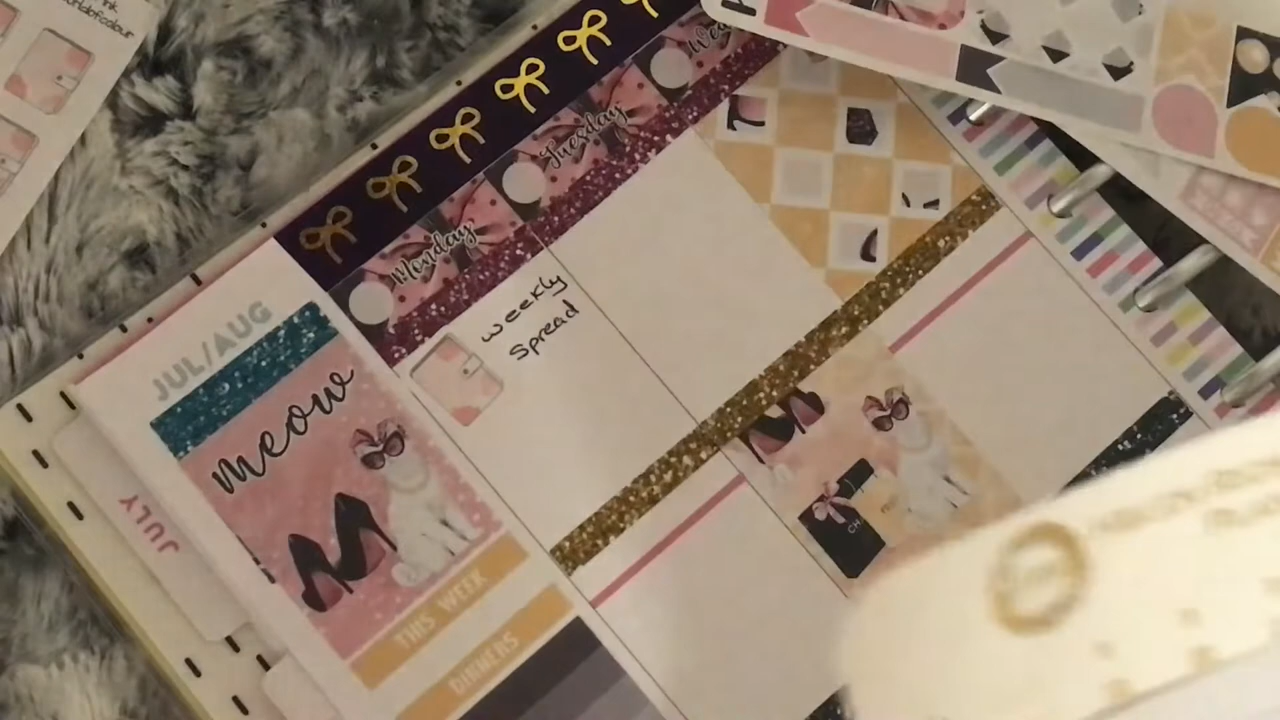 Tuesday
Monday
weekly
spread
JUL/AUG
meow
JULY
THIS WEEK
DINNERS